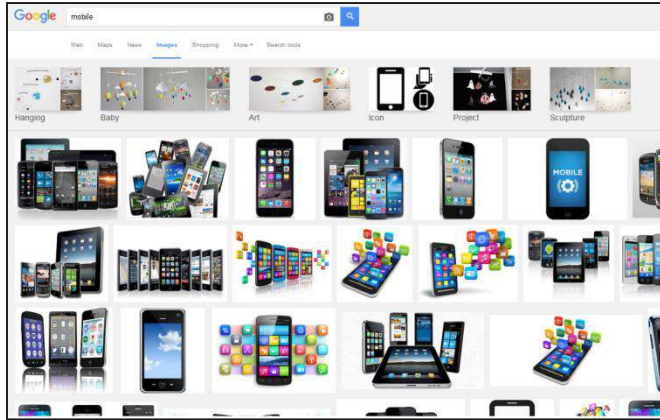 Google mobile
Web Maps News Images Shopping More Search tools
Hanging Baby Art Icon Project Sculpture
MOBILE